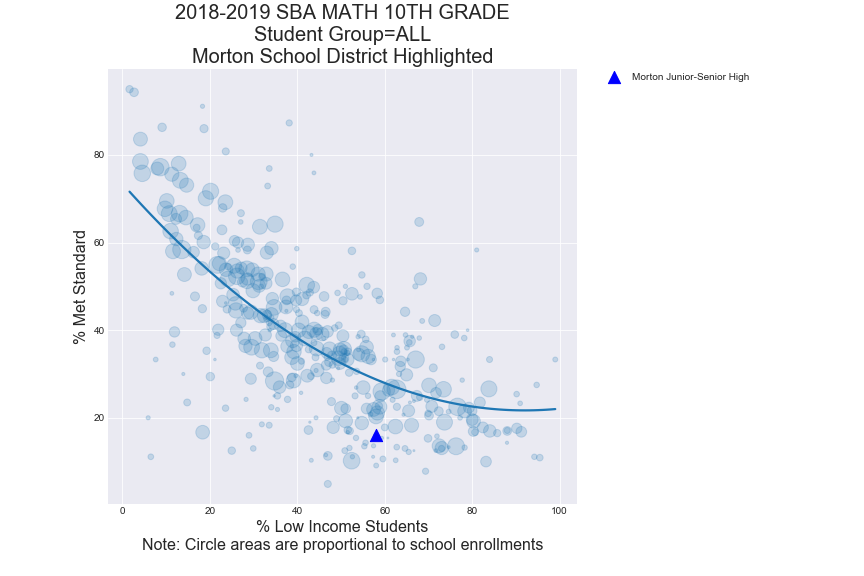 2018-2019 SBA MATH 10TH GRADE
Student Group=ALL
Morton School District Highlighted
Morton Junior-Senior High
% Met Standard
80
60
40
20
0 20 40 60 80 100
% Low Income Students
Note: Circle areas are proportional to school enrollments